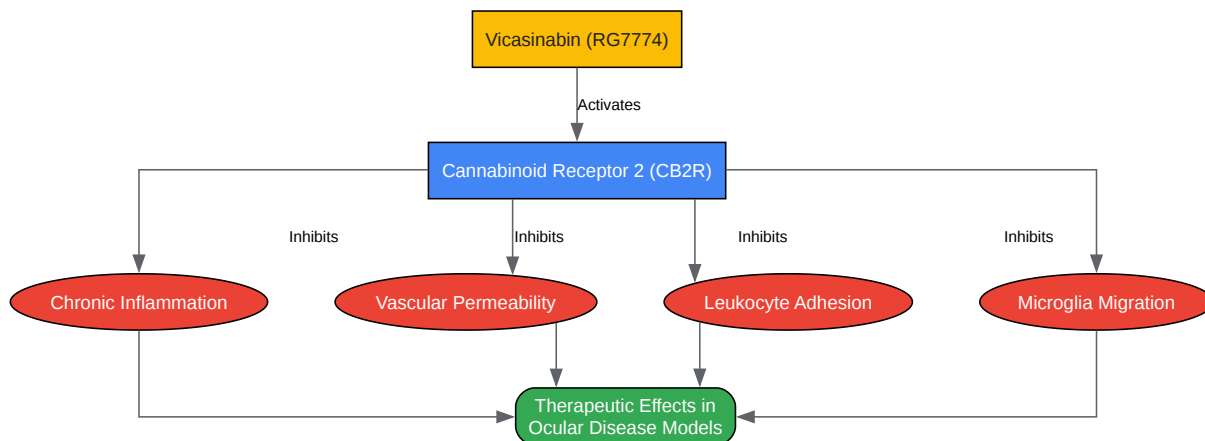 Vicasinabin (RG7774)
Activates
Cannabinoid Receptor 2 (CB2R)
Inhibits
Inhibits
Inhibits
Inhibits
Chronic Inflammation
Vascular Permeability
Leukocyte Adhesion
Microglia Migration
Therapeutic Effects in
Ocular Disease Models